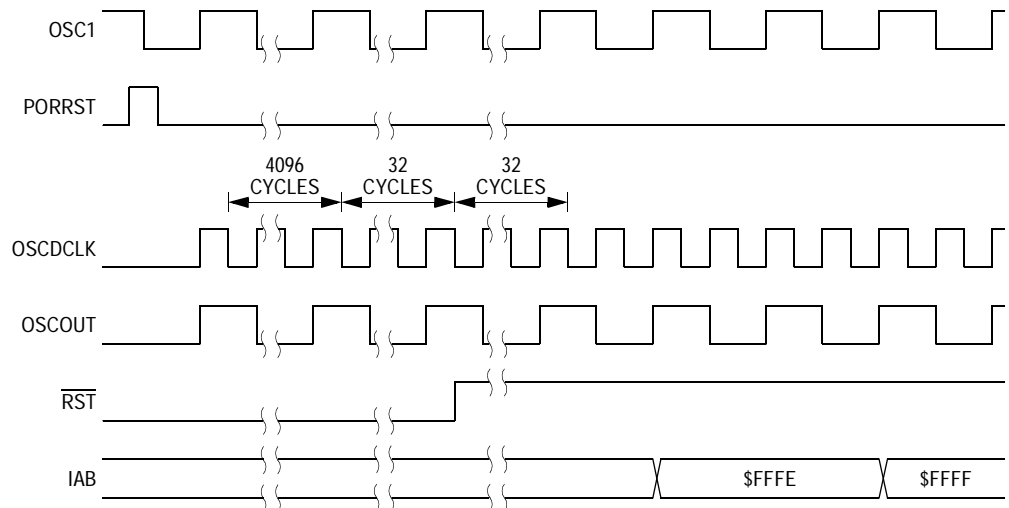 OSC1
PORRST
4096
CYCLES
32
CYCLES
32
CYCLES
OSCDCLK
OSCOUT
RST
IAB
$FFFE
$FFFF